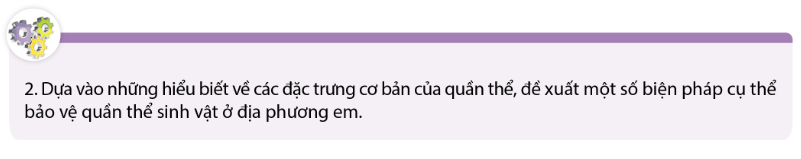 2. Dựa vào những hiểu biết về các đặc trưng cơ bản của quần thể, đề xuất một số biện pháp cụ thể
bảo vệ quần thể sinh vật ở địa phương em.